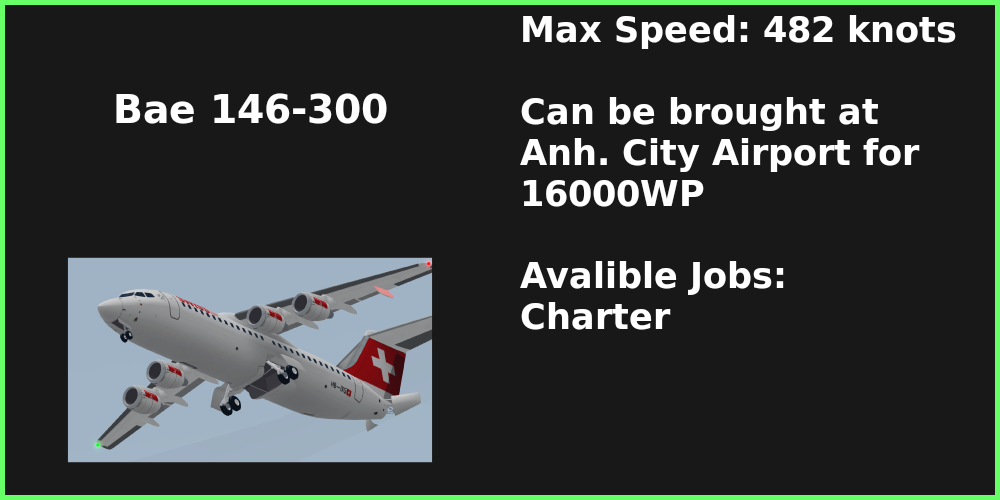 Bae 146-300
Max Speed: 482 knots
Can be brought at
Anh. City Airport for
16000WP
Avalible Jobs:
Charter